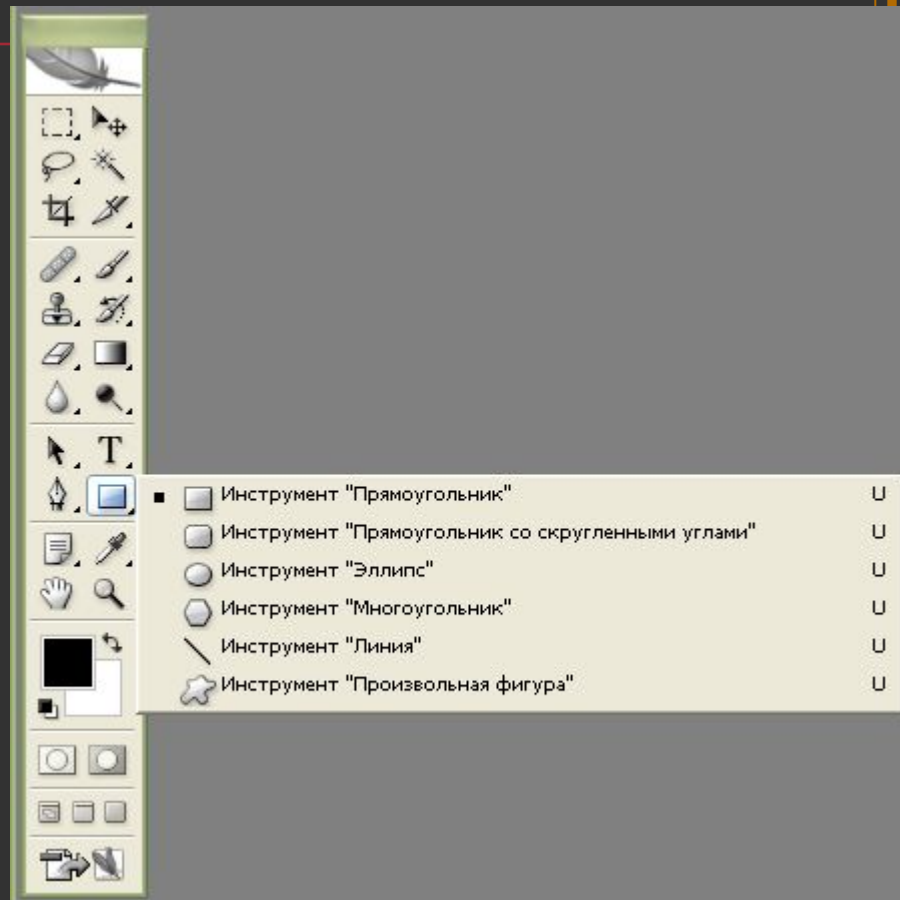 T
Инструмент "Прямоугольник" U
Инструмент "Прямоугольник со скругленными углами" U
Инструмент "Эллипс" U
Инструмент "Многоугольник" U
Инструмент "Линия" U
Инструмент "Произвольная фигура" U